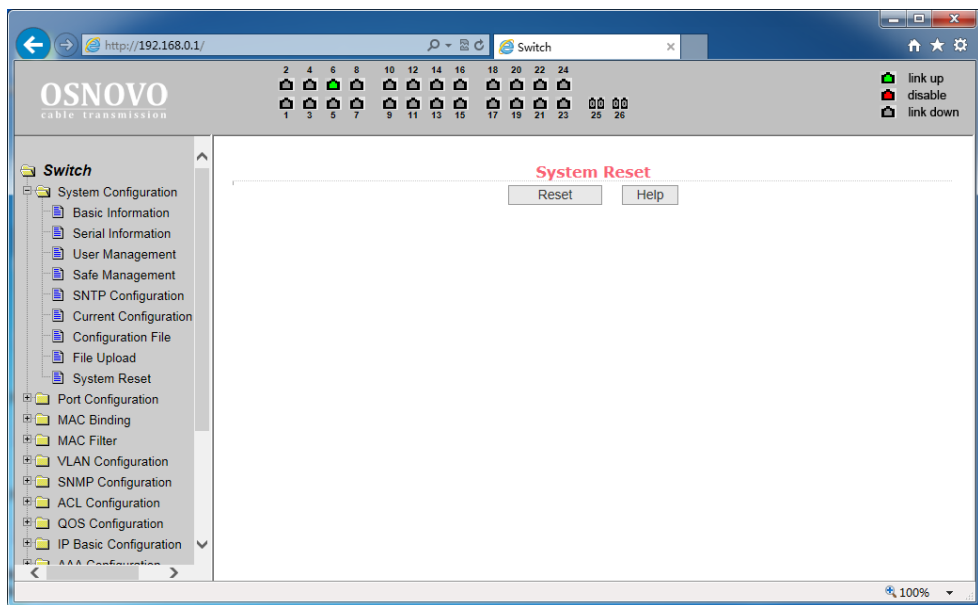 http://192.168.0.1/
Switch
OSNOVO
cable transmission
2 4 6 8 10 12 14 16 18 20 22 24
1 3 5 7 9 11 13 15 17 19 21 23 25 26
link up
disable
link down
Switch
System Configuration
Basic Information
Serial Information
User Management
Safe Management
SNTP Configuration
Current Configuration
Configuration File
File Upload
System Reset
Port Configuration
MAC Binding
MAC Filter
VLAN Configuration
SNMP Configuration
ACL Configuration
QOS Configuration
IP Basic Configuration
AAA Configuration
System Reset
Reset Help
100%